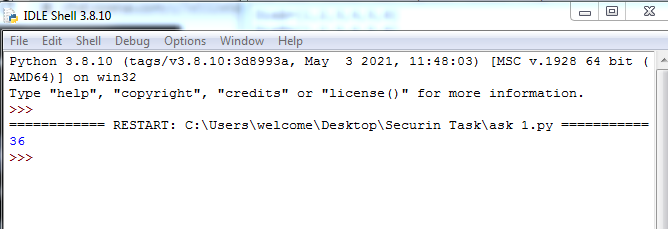 IDLE Shell 3.8.10
File Edit Shell Debug Options Window Help
Python 3.8.10 (tags/v3.8.10:3d8993a, May  3 2021, 11:48:03) [MSC v.1928 64 bit (
AMD64)] on win32
Type "help", "copyright", "credits" or "license()" for more information.
>>>
============ RESTART: C:\Users\welcome\Desktop\Securin Task\ask 1.py ===========
36
>>>